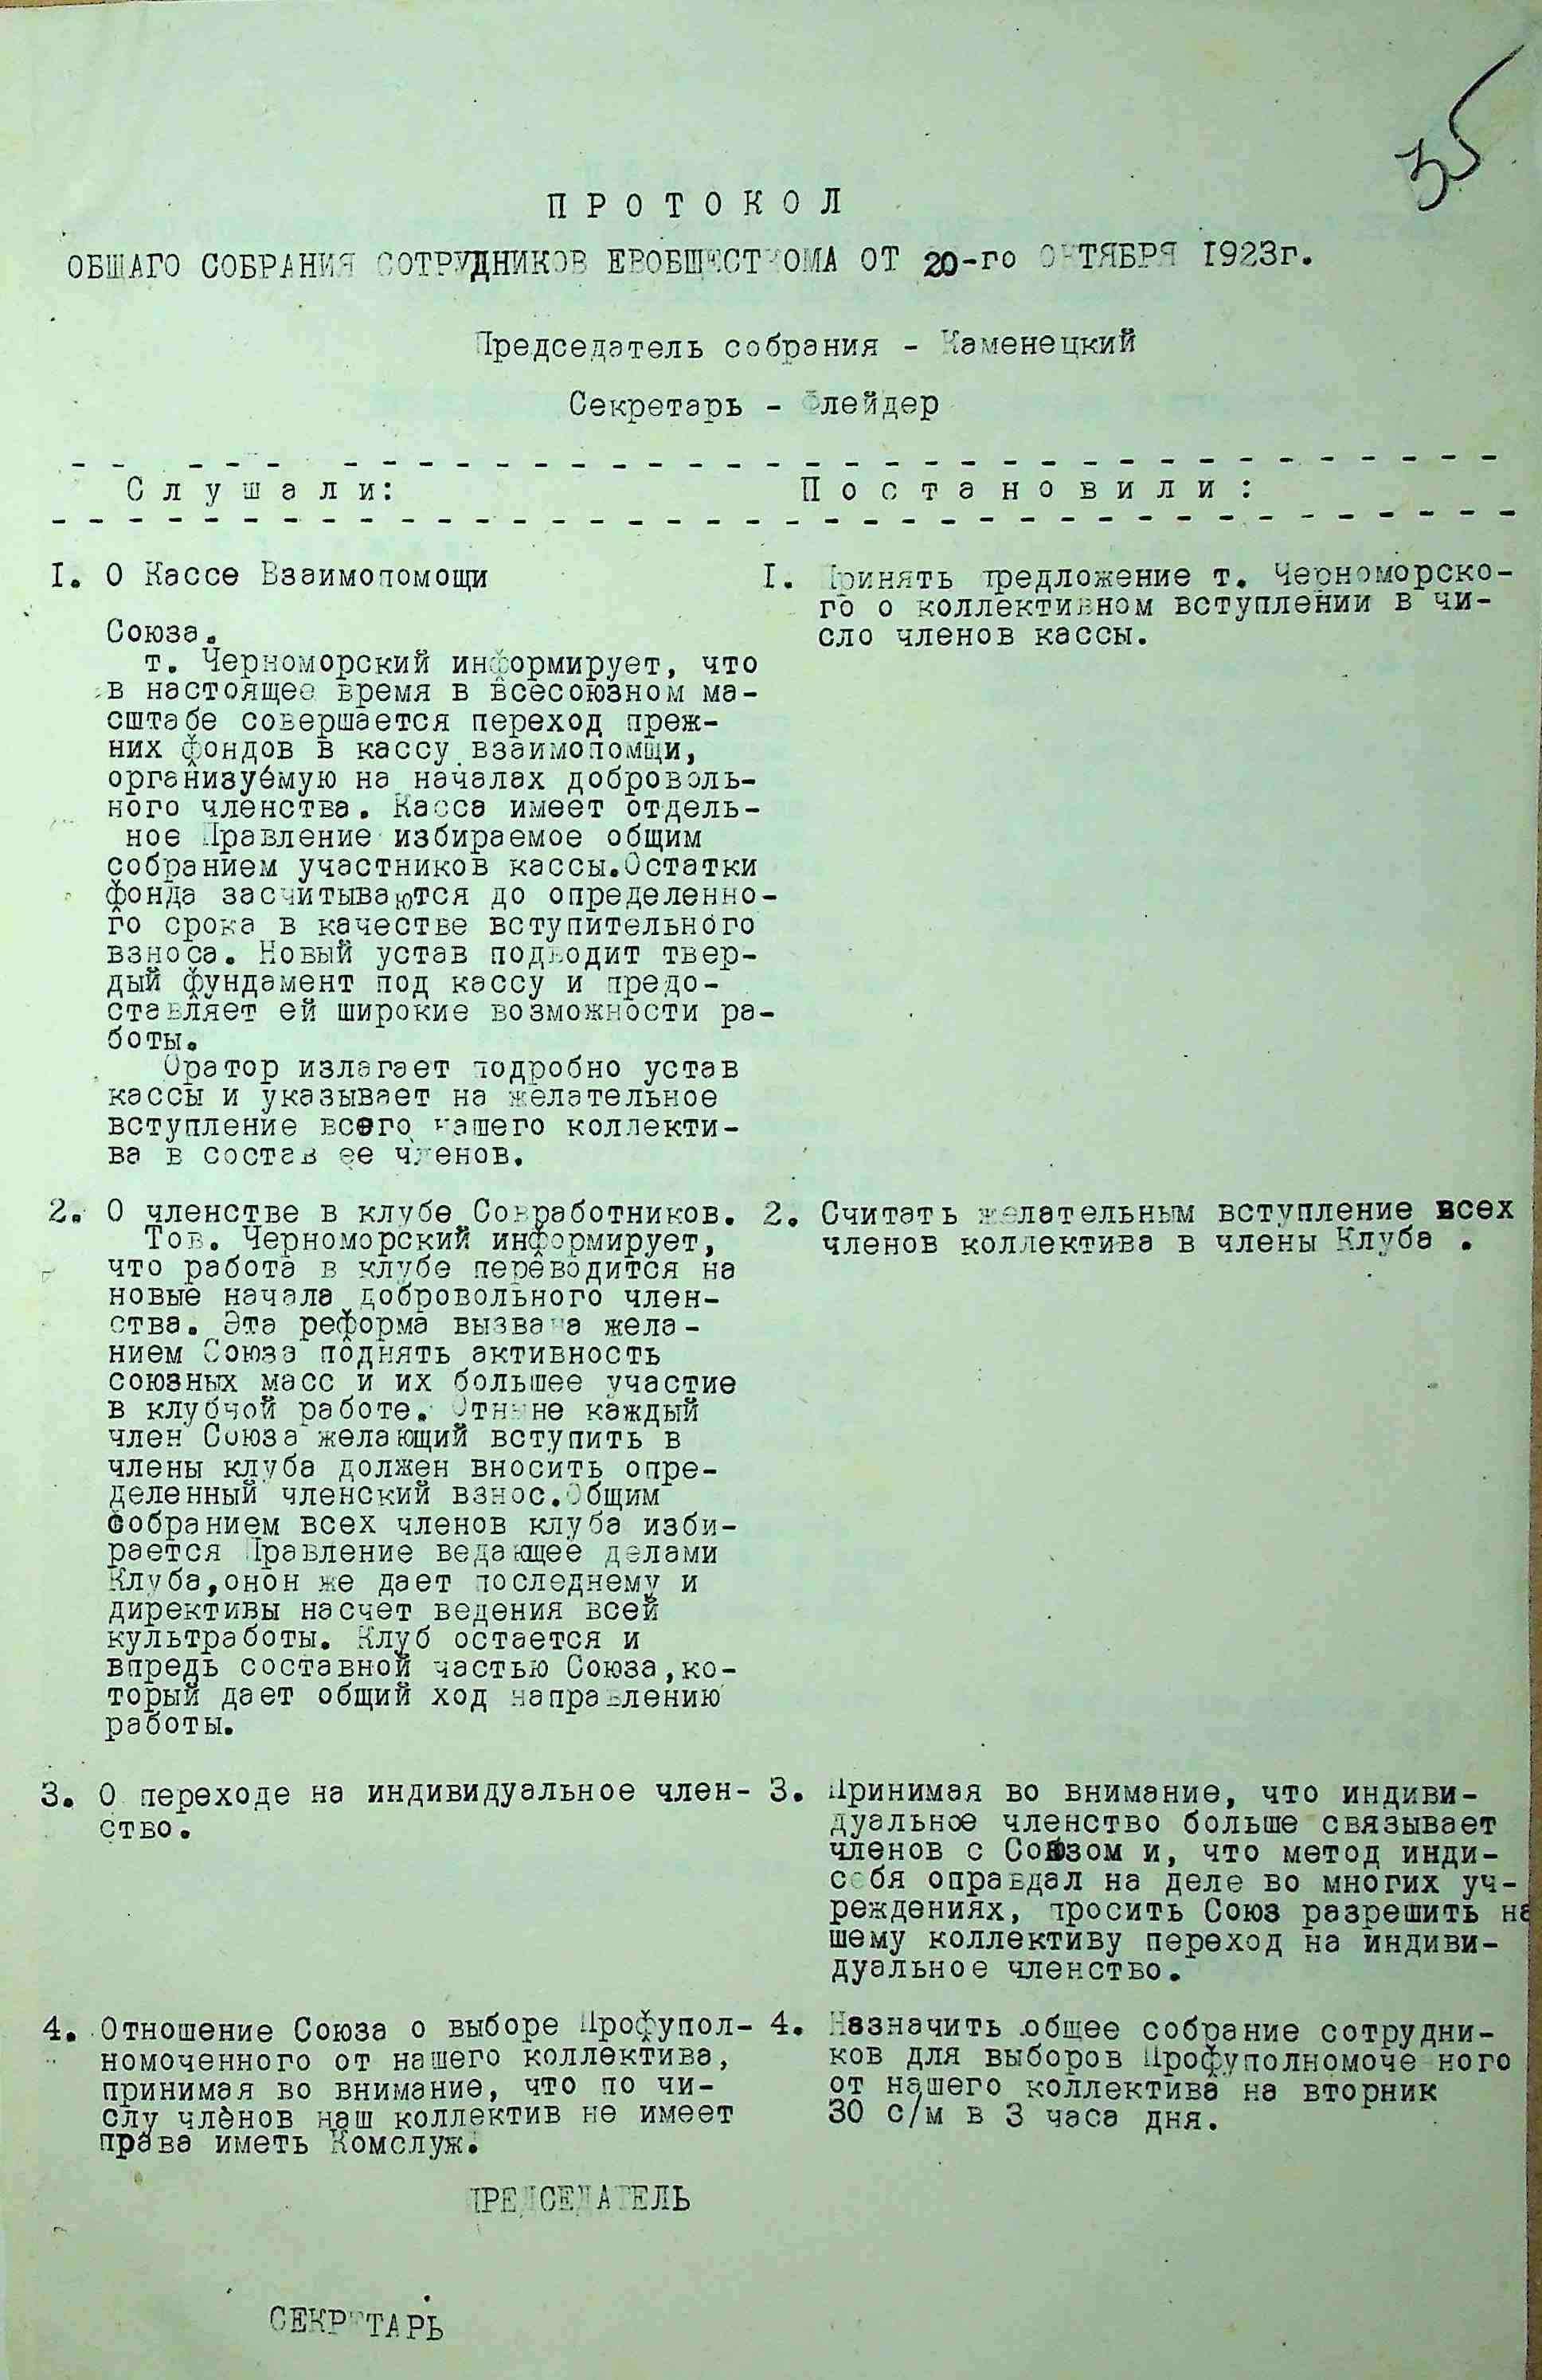 35
ПРОТОКОЛ
ОБЩАГО СОБРАНИЯ СОТРУДНИКОВ ЕВОБЩЕСТКОМА ОТ 20-го ОКТЯБРЯ 1923г.
Председатель собрания - Каменецкий
Секретарь - Флейдер
Слушали:
Постановили:
I. О Кассе Взаимопомощи
Союза.
т. Черноморский информирует, что
в настоящее время в всесоюзном ма-
сштабе совершается переход преж-
них фондов в кассу взаимопомщи,
организуемую на началах доброволь-
ного членства. Касса имеет отдель-
ное Правление избираемое общим
собранием участников кассы.Остатки
фонда засчитываются до определенно-
го срока в качестве вступительного
взноса. Новый устав подводит твер-
дый фундамент под кассу и предо-
ставляет ей широкие возможности ра-
боты.
Оратор излагает подробно устав
кассы и указывает на желательное
вступление всего нашего коллекти-
ва в состав ее членов.
I. Принять предложение т. Черноморско-
го о коллективном вступлении в чи-
сло членов кассы.
2. О членстве в клубе Совработников.
Тов. Черноморский информирует,
что работа в клубе переводится на
новые начала добровольного член-
ства. Эта реформа вызвана жела-
нием Союза поднять активность
союзных масс и их большее участие
в клубной работе. Отныне каждый
член Союза желающий вступить в
члены клуба должен вносить опре-
деленный членский взнос.Общим
собранием всех членов клуба изби-
рается Правление ведающее делами
Клуба,онон же дает последнему и
директивы насчет ведения всей
культработы. Клуб остается и
впредь составной частью Союза,ко-
торый дает общий ход направлению
работы.
2. Считать желательным вступление всех
членов коллектива в члены Клуба .
3. О переходе на индивидуальное член-
ство.
3. Принимая во внимание, что индиви-
дуальное членство больше связывает
членов с Союзом и, что метод инди-
себя оправдал на деле во многих уч-
реждениях, просить Союз разрешить на
шему коллективу переход на индиви-
дуальное членство.
4. Отношение Союза о выборе Профупол-
номоченного от нашего коллектива,
принимая во внимание, что по чи-
слу членов наш коллектив не имеет
права иметь Комслуж.
4. Назначить общее собрание сотрудни-
ков для выборов Профуполномоченого
от нашего коллектива на вторник
30 с/м в 3 часа дня.
ПРЕДСЕДАТЕЛЬ
СЕКРЕТАРЬ